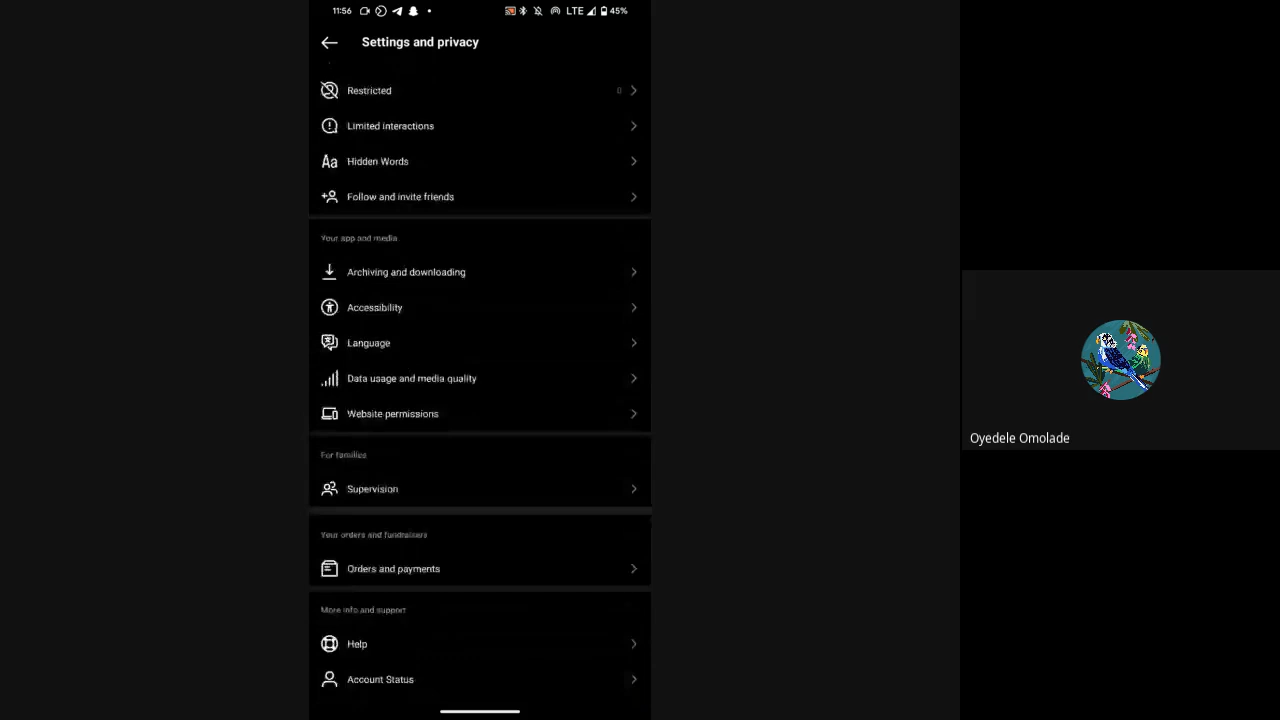 11:56
LTE
45%
Settings and privacy
Restricted
0
Limited interactions
Aa
Hidden Words
Follow and invite friends
Your app and media
Archiving and downloading
Accessibility
Language
Data usage and media quality
Website permissions
For families
Supervision
Your orders and fundraisers
Orders and payments
More info and support
Help
Account Status
Oyedele Omolade